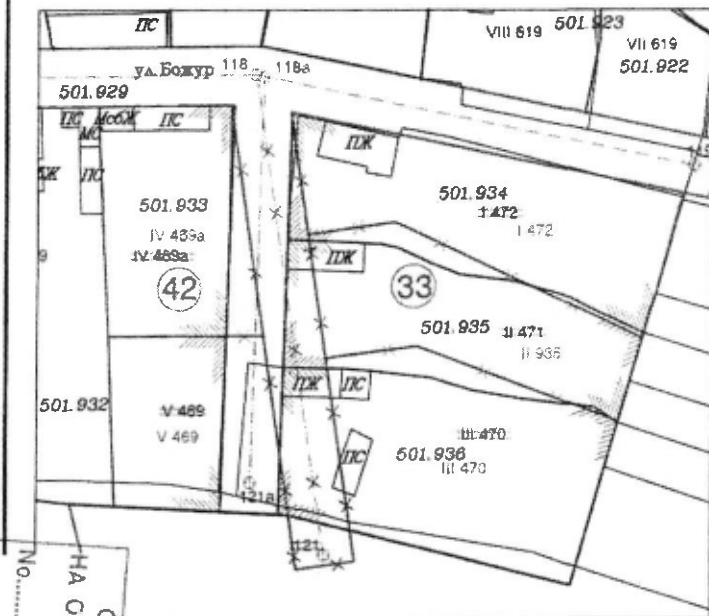 ПС
VIII 619
501.923
VII 619
501.922
ул. Божур
118
118а
501.929
ПС
МсбЖ
ПС
МС
ПС
ПЖ
501.934
I 472
I 472
501.933
IV 469а
IV 469а
42
33
ПЖ
501.935
II 471
II 935
ПЖ
ПС
501.932
V 469
V 469
III 470
501.936
III 470
ПС
121а
121
No
НА С